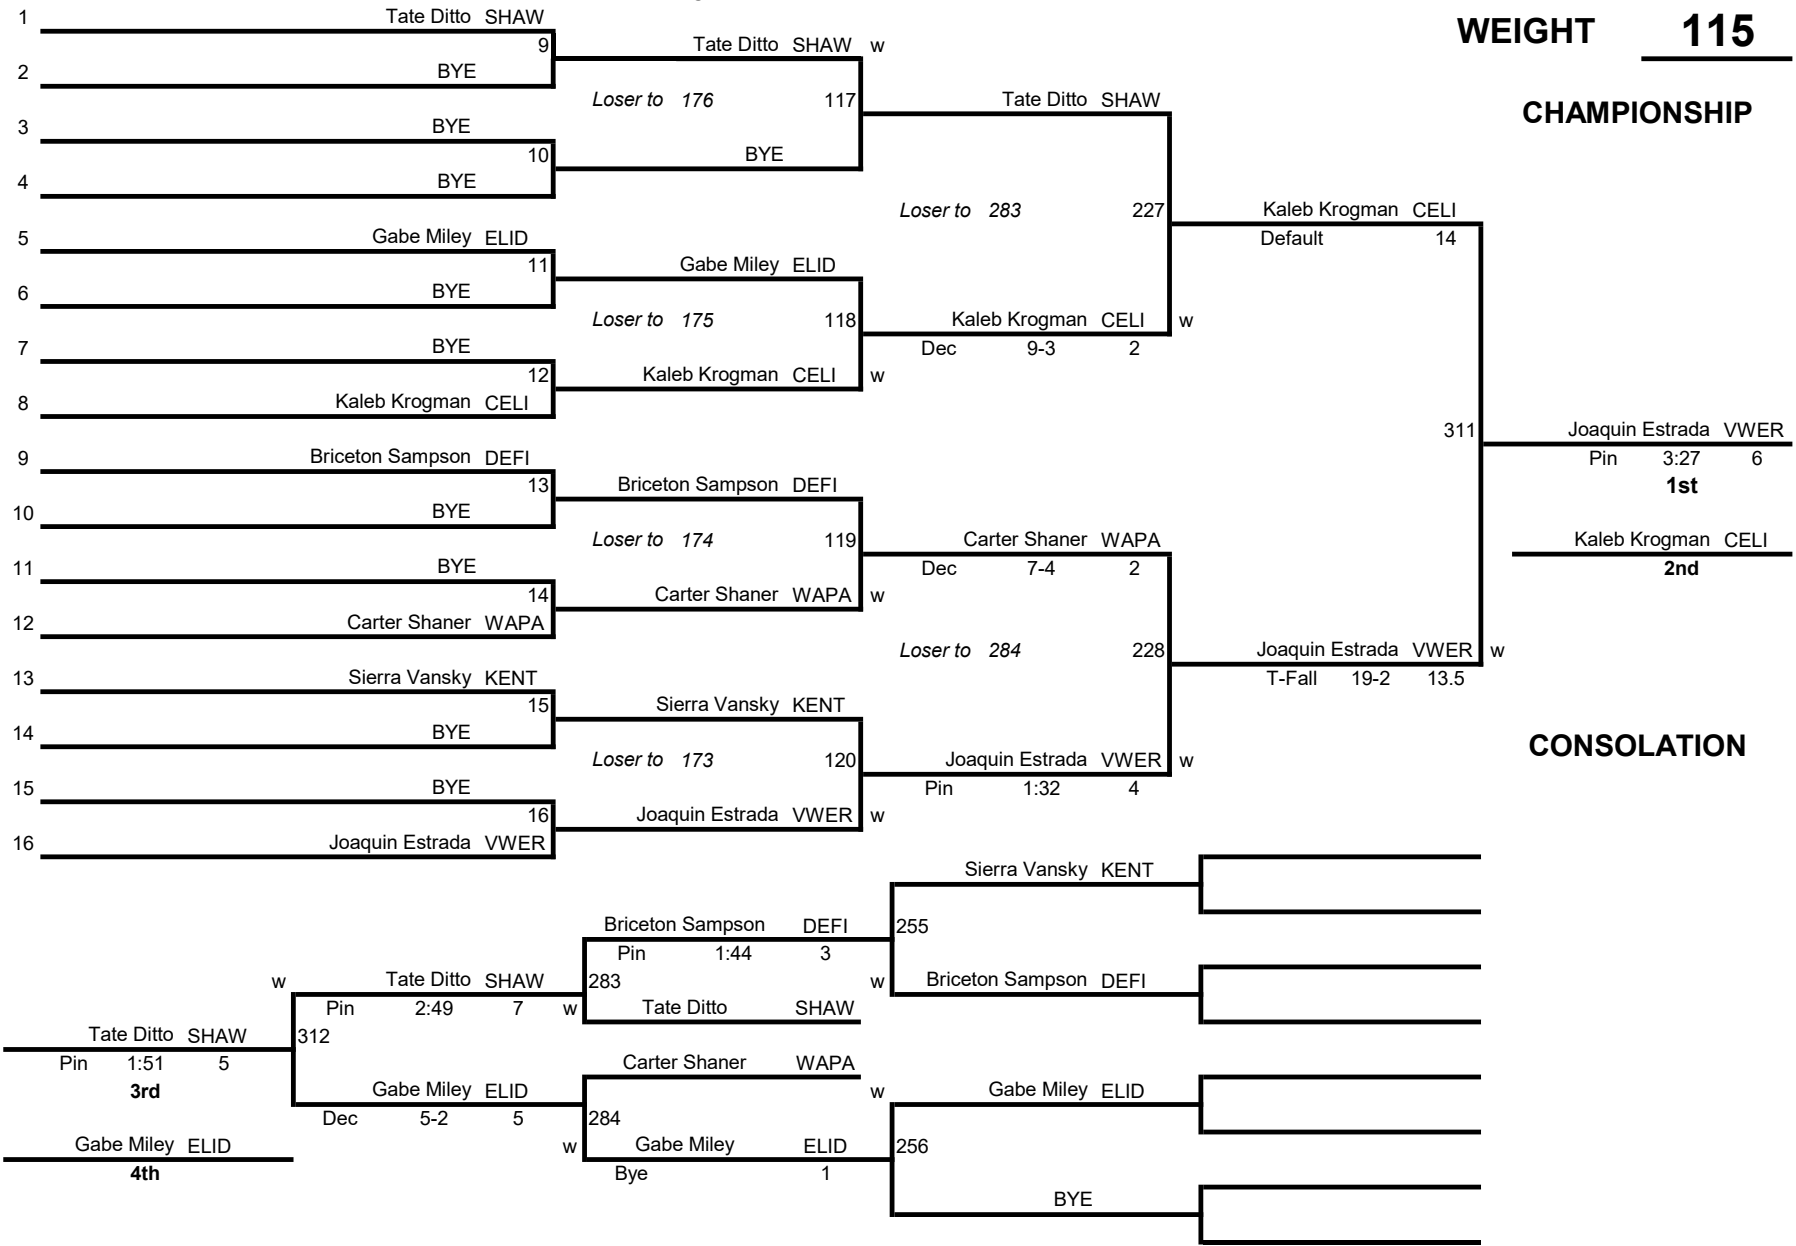 1 Tate Ditto SHAW WEIGHT 115
9 Tate Ditto SHAW w
2 BYE
Loser to 176 117 Tate Ditto SHAW CHAMPIONSHIP
3 BYE
10 BYE
4 BYE
Loser to 283 227 Kaleb Krogman CELI
5 Gabe Miley ELID Default 14
11 Gabe Miley ELID
6 BYE
Loser to 175 118 Kaleb Krogman CELI w
7 BYE Dec 9-3 2
12 Kaleb Krogman CELI w
8 Kaleb Krogman CELI
311 Joaquin Estrada VWER
9 Briceton Sampson DEFI Pin 3:27 6
13 Briceton Sampson DEFI 1st
10 BYE
Loser to 174 119 Carter Shaner WAPA Kaleb Krogman CELI
11 BYE Dec 7-4 2 2nd
14 Carter Shaner WAPA w
12 Carter Shaner WAPA
Loser to 284 228 Joaquin Estrada VWER w
13 Sierra Vansky KENT T-Fall 19-2 13.5
15 Sierra Vansky KENT
14 BYE CONSOLATION
Loser to 173 120 Joaquin Estrada VWER w
15 BYE Pin 1:32 4
16 Joaquin Estrada VWER w
16 Joaquin Estrada VWER
Sierra Vansky KENT
Briceton Sampson DEFI 255
Pin 1:44 3
w Tate Ditto SHAW 283 w Briceton Sampson DEFI
Pin 2:49 7 w Tate Ditto SHAW
Tate Ditto SHAW 312
Pin 1:51 5 Carter Shaner WAPA
3rd Gabe Miley ELID w Gabe Miley ELID
Dec 5-2 5 284
Gabe Miley ELID w Gabe Miley ELID 256
4th Bye 1
BYE